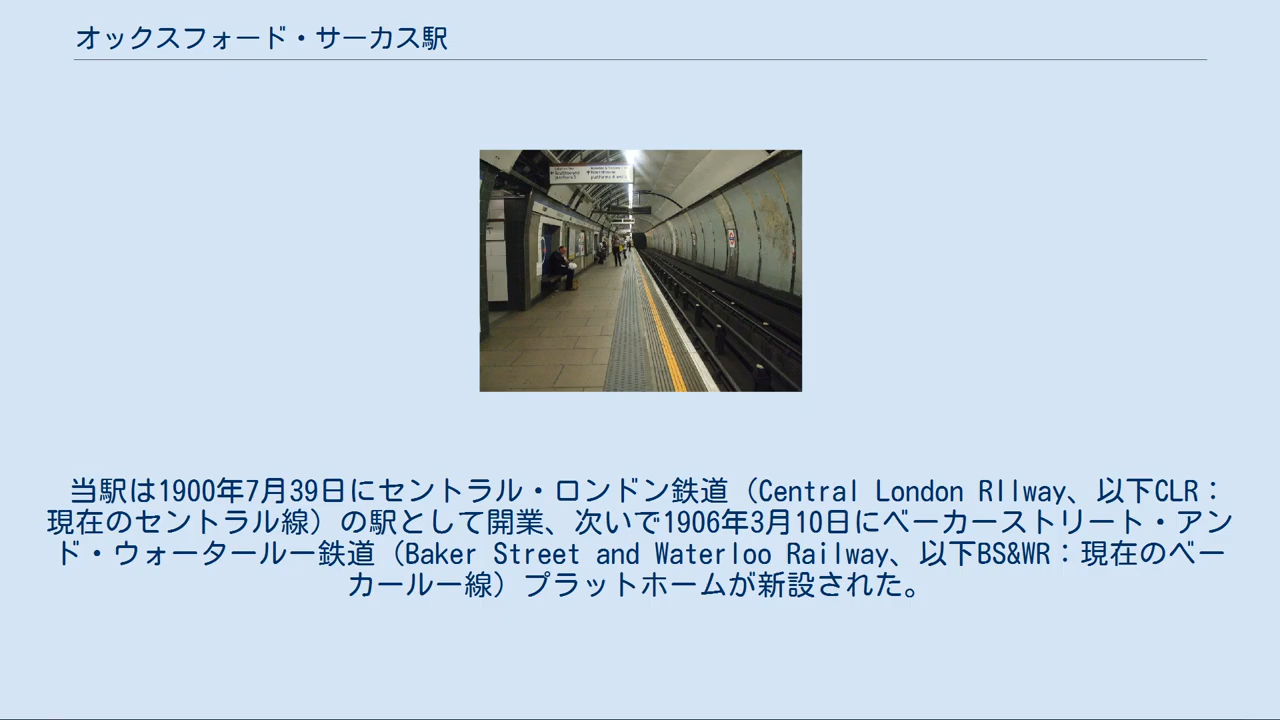 オックスフォード・サーカス駅
当駅は1900年7月39日にセントラル・ロンドン鉄道（Central London RIlway、以下CLR：
現在のセントラル線）の駅として開業、次いで1906年3月10日にベーカーストリート・アン
ド・ウォータールー鉄道（Baker Street and Waterloo Railway、以下BS&WR：現在のベー
カールー線）プラットホームが新設された。